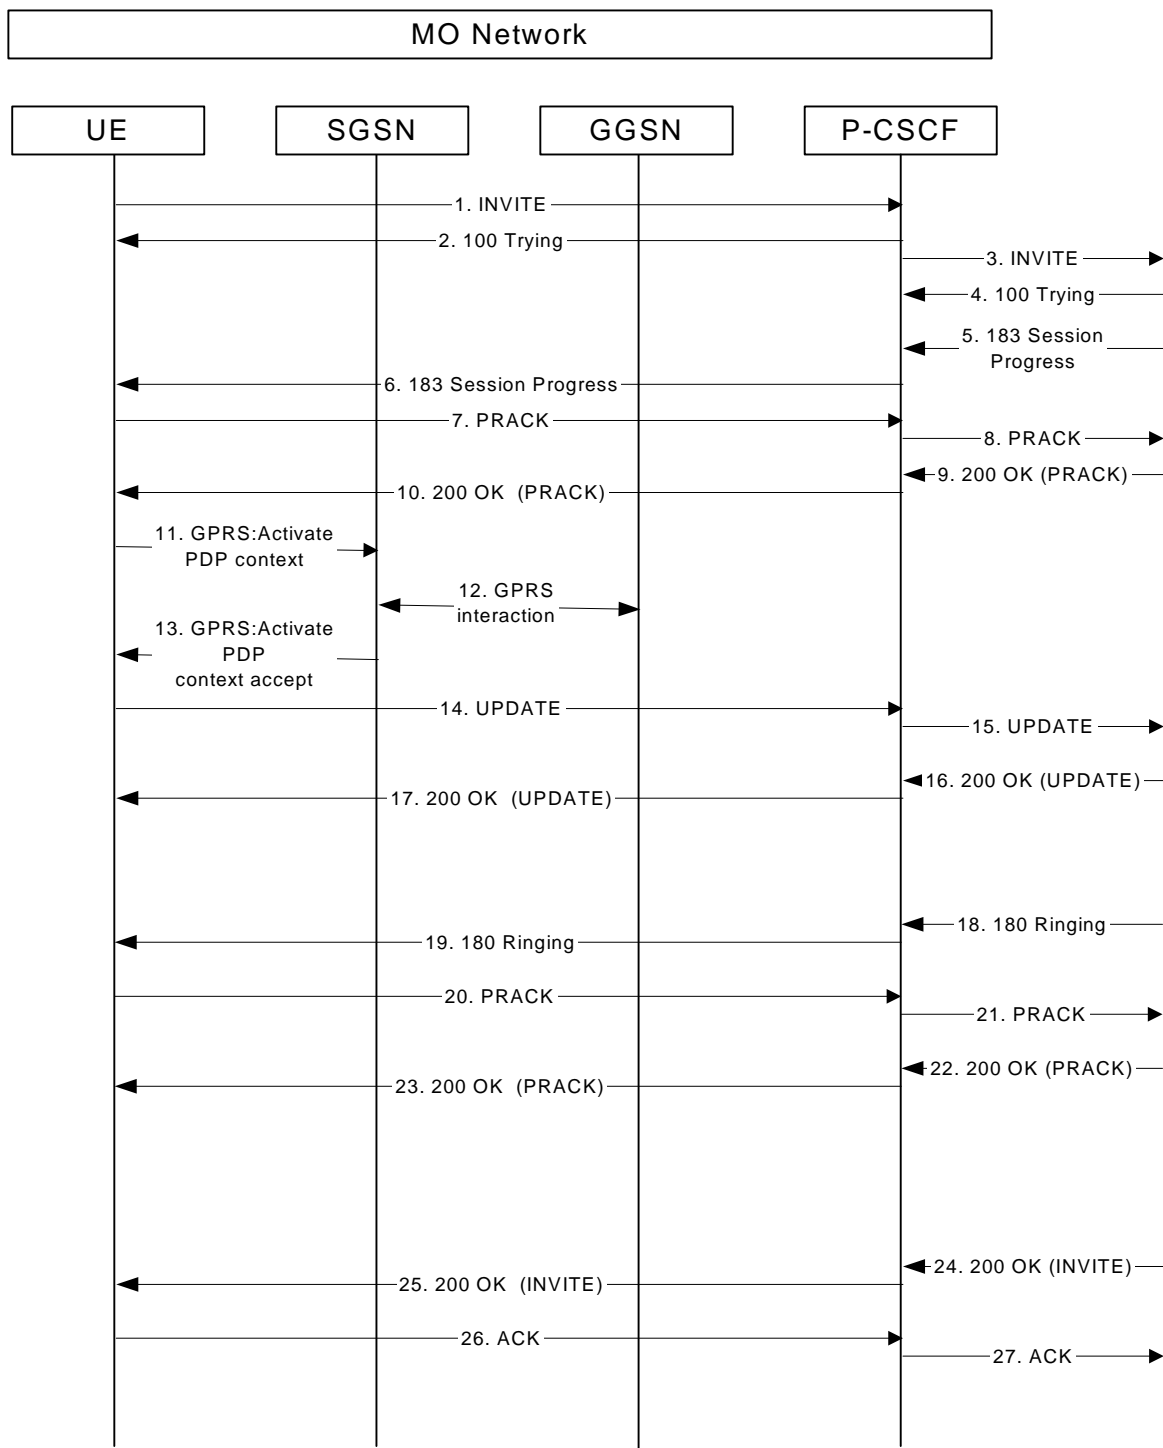 MO Network
UE
SGSN
GGSN
P-CSCF
1. INVITE
2. 100 Trying
3. INVITE
4. 100 Trying
5. 183 Session
Progress
6. 183 Session Progress
7. PRACK
8. PRACK
9. 200 OK (PRACK)
10. 200 OK (PRACK)
11. GPRS:Activate
PDP context
12. GPRS
interaction
13. GPRS:Activate
PDP
context accept
14. UPDATE
15. UPDATE
16. 200 OK (UPDATE)
17. 200 OK (UPDATE)
18. 180 Ringing
19. 180 Ringing
20. PRACK
21. PRACK
22. 200 OK (PRACK)
23. 200 OK (PRACK)
24. 200 OK (INVITE)
25. 200 OK (INVITE)
26. ACK
27. ACK